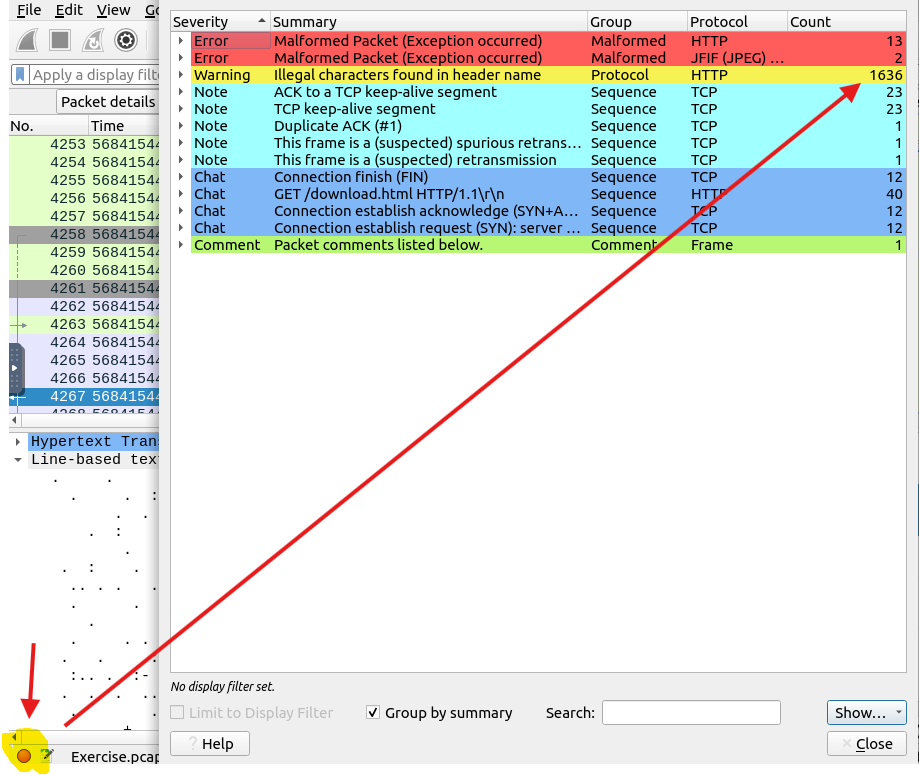 File Edit View Go
Apply a display filte
Packet details
No. Time
4253 56841544
4254 56841544
4255 56841544
4256 56841544
4257 56841544
4258 56841544
4259 56841544
4260 56841544
4261 56841544
4262 56841544
4263 56841544
4264 56841544
4265 56841544
4266 56841544
4267 56841544
4268 56841544
Hypertext Tran
Line-based tex
Severity Summary Group Protocol Count
Error Malformed Packet (Exception occurred) Malformed HTTP 13
Error Malformed Packet (Exception occurred) Malformed JFIF (JPEG) ... 2
Warning Illegal characters found in header name Protocol HTTP 1636
Note ACK to a TCP keep-alive segment Sequence TCP 23
Note TCP keep-alive segment Sequence TCP 23
Note Duplicate ACK (#1) Sequence TCP 1
Note This frame is a (suspected) spurious retrans... Sequence TCP 1
Note This frame is a (suspected) retransmission Sequence TCP 1
Chat Connection finish (FIN) Sequence TCP 12
Chat GET /download.html HTTP/1.1\r\n Sequence HTTP 40
Chat Connection establish acknowledge (SYN+A... Sequence TCP 12
Chat Connection establish request (SYN): server ... Sequence TCP 12
Comment Packet comments listed below. Comment Frame 1
No display filter set.
Limit to Display Filter Group by summary Search: Show...
Help Close
Exercise.pcap